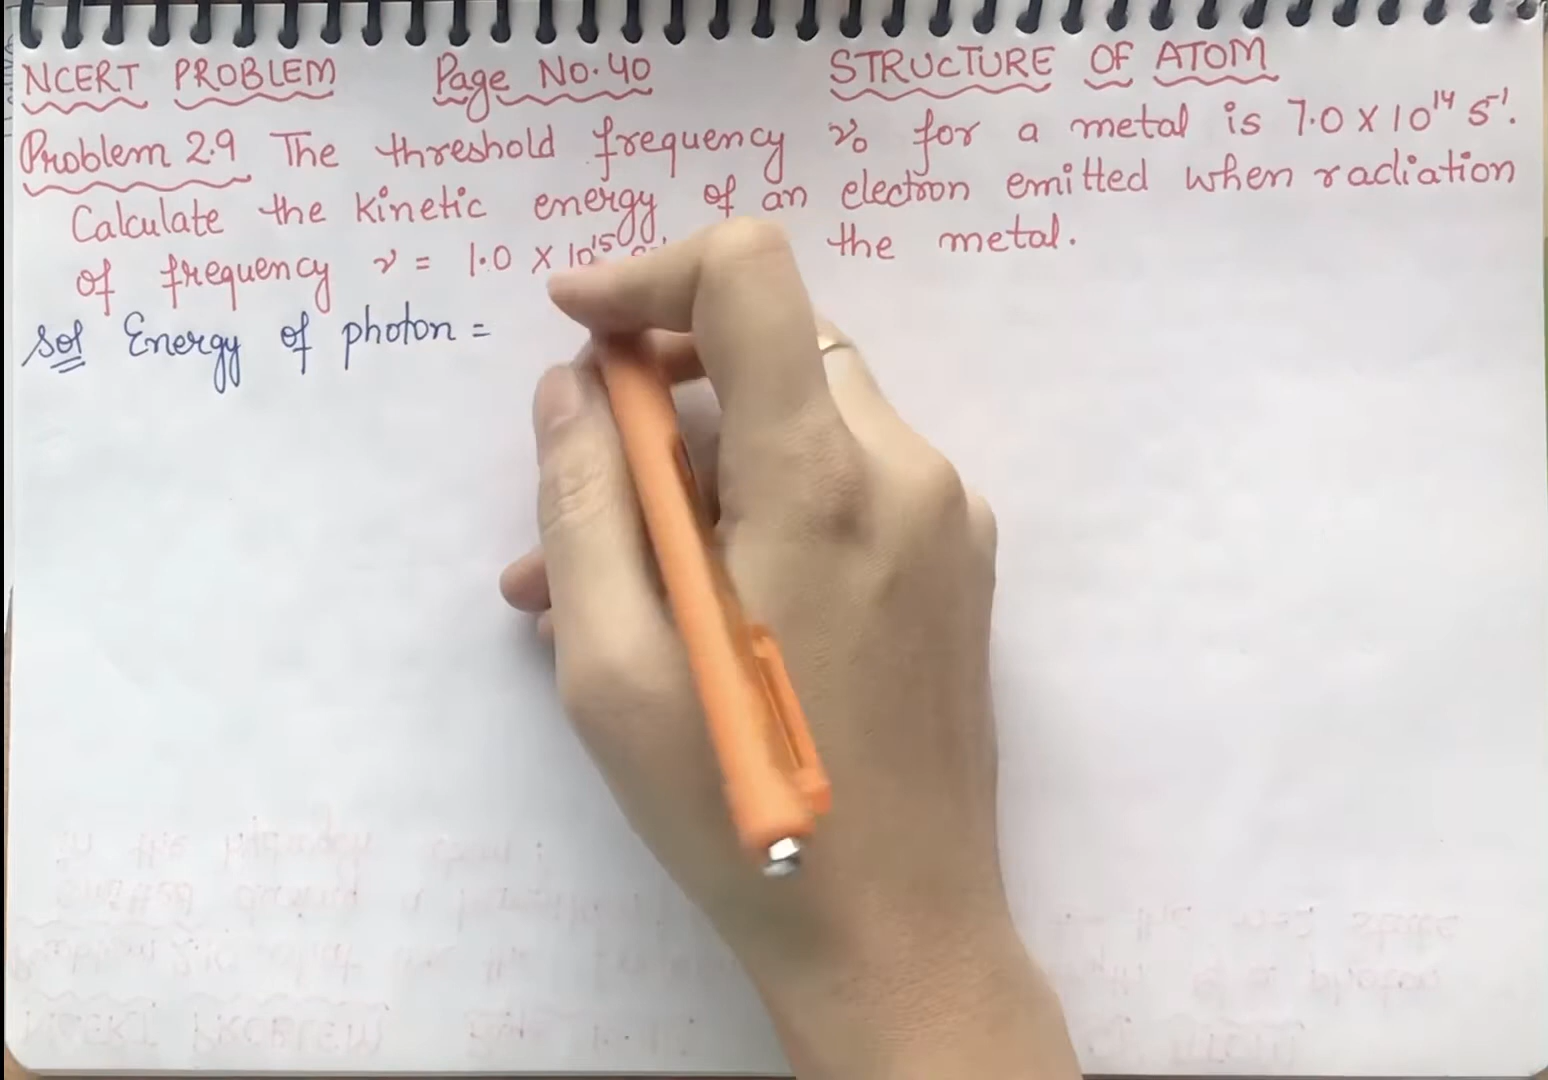 NCERT PROBLEM Page No. 40 STRUCTURE OF ATOM
Problem 2.9 The threshold frequency ν₀ for a metal is 7.0 × 10¹⁴ s⁻¹.
Calculate the kinetic energy of an electron emitted when radiation
of frequency ν = 1.0 × 10¹⁵ the metal.
Sol Energy of photon =